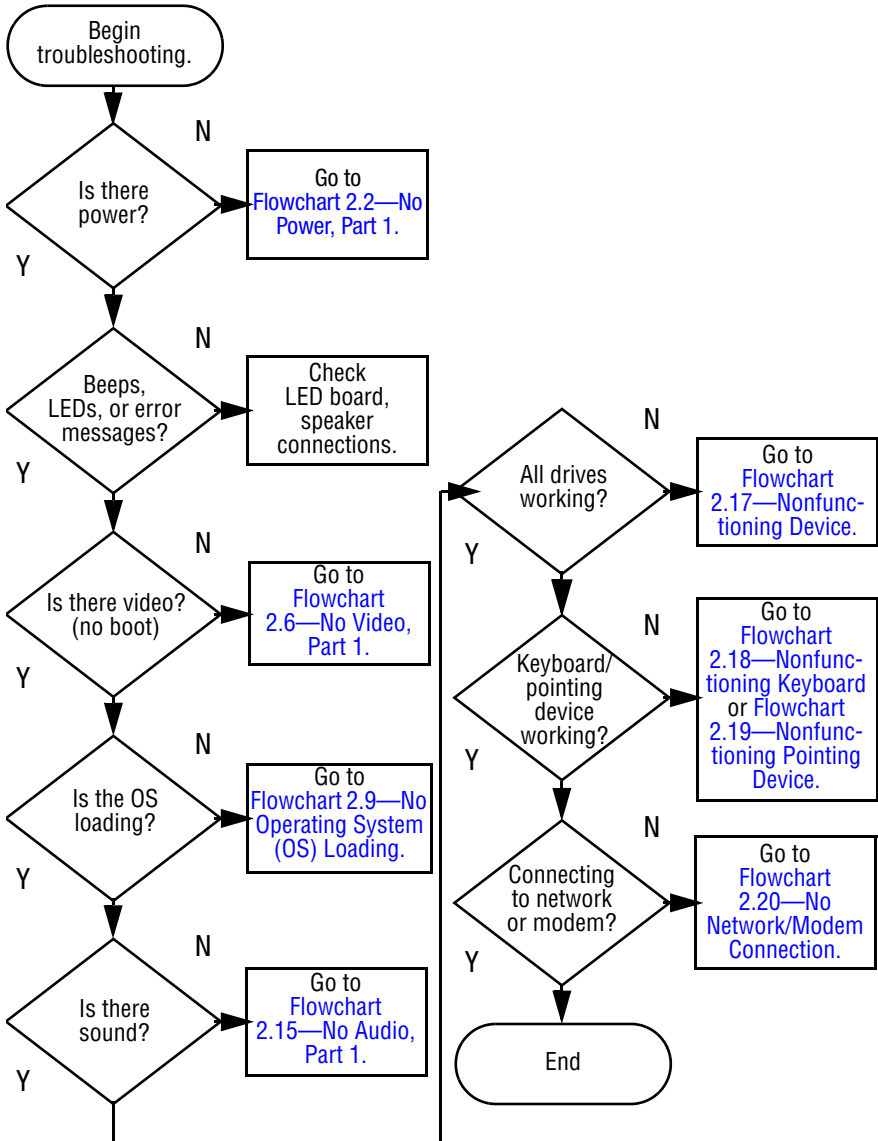 Begin
troubleshooting.
N
Is there
power?
Go to
Flowchart 2.2—No
Power, Part 1.
Y
N
Beeps,
LEDs, or error
messages?
Check
LED board,
speaker
connections.
Y
N
Is there video?
(no boot)
Go to
Flowchart
2.6—No Video,
Part 1.
Y
N
Is the OS
loading?
Go to
Flowchart 2.9—No
Operating System
(OS) Loading.
Y
N
Is there
sound?
Go to
Flowchart
2.15—No Audio,
Part 1.
Y
N
All drives
working?
Go to
Flowchart
2.17—Nonfunc-
tioning Device.
Y
N
Keyboard/
pointing
device
working?
Go to
Flowchart
2.18—Nonfunc-
tioning Keyboard
or Flowchart
2.19—Nonfunc-
tioning Pointing
Device.
Y
N
Connecting
to network
or modem?
Go to
Flowchart
2.20—No
Network/Modem
Connection.
Y
End